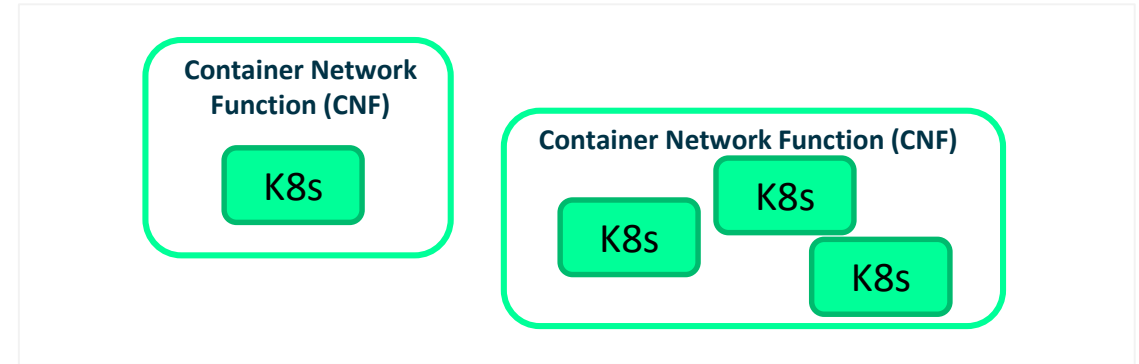 Container Network
Function (CNF)
K8s
Container Network Function (CNF)
K8s
K8s
K8s